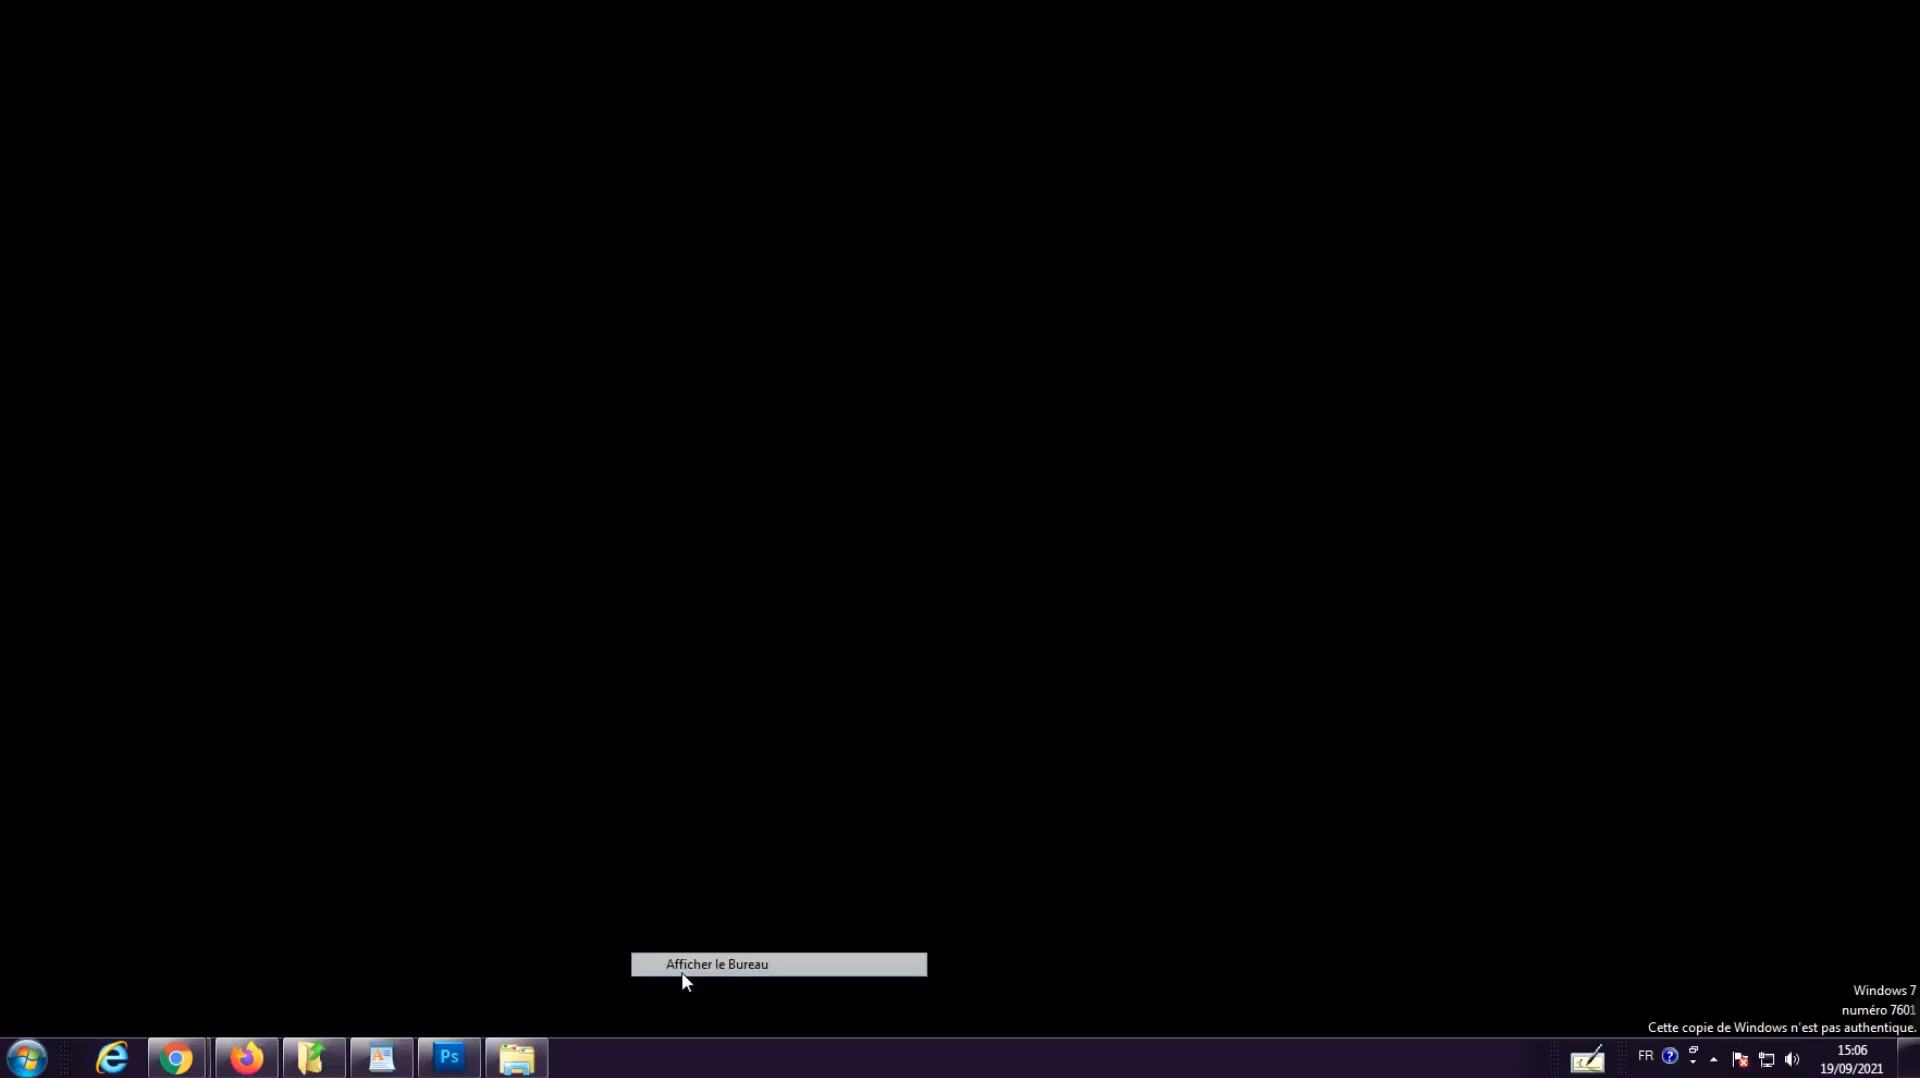 Afficher le Bureau
Windows 7
numéro 7601
Cette copie de Windows n'est pas authentique.
Ps
FR
15:06
19/09/2021